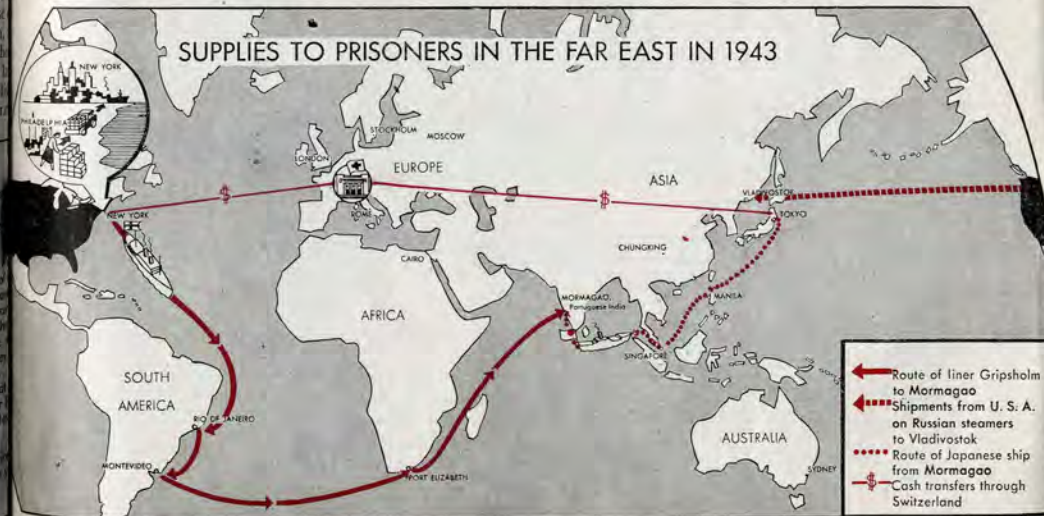 SUPPLIES TO PRISONERS IN THE FAR EAST IN 1943
NEW YORK
PHILADELPHIA
STOCKHOLM
MOSCOW
LONDON
EUROPE
ASIA
VLADIVOSTOK
ROME
NEW YORK
$
$
TOKYO
CHUNGKING
CAIRO
MANILA
MORMAGAO,
Portuguese India
AFRICA
SINGAPORE
SOUTH
AMERICA
RIO DE JANEIRO
AUSTRALIA
MONTEVIDEO
PORT ELIZABETH
SYDNEY
Route of liner Gripsholm
to Mormagao
Shipments from U. S. A.
on Russian steamers
to Vladivostok
Route of Japanese ship
from Mormagao
$ Cash transfers through
Switzerland